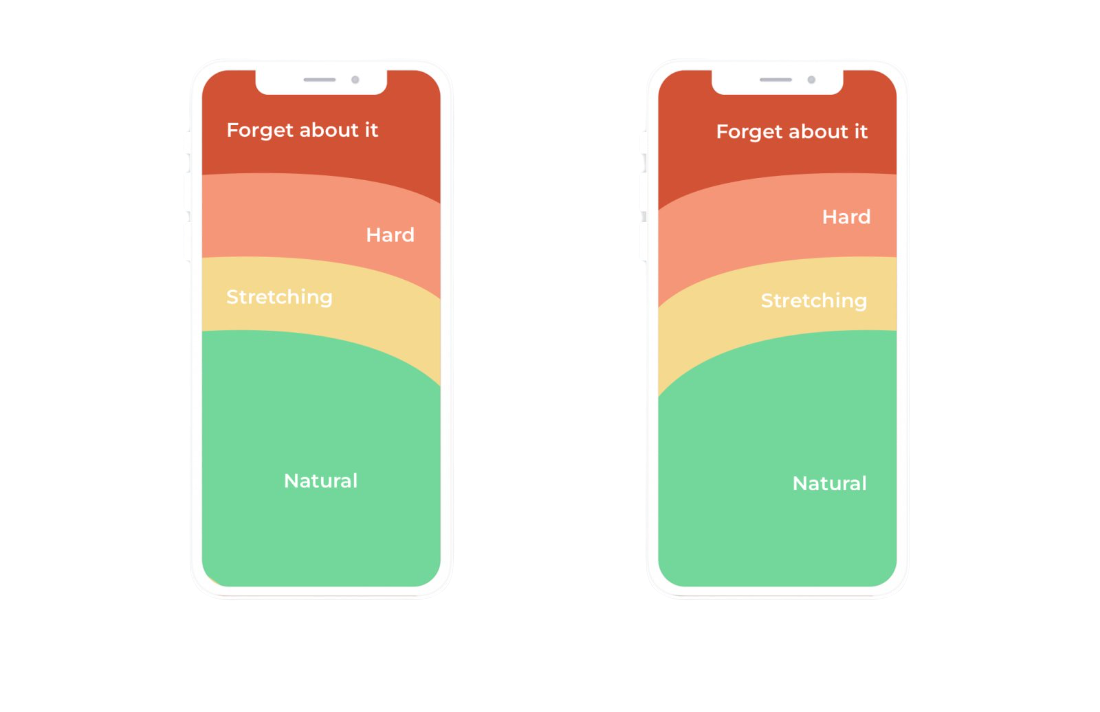 Forget about it
Hard
Stretching
Natural
Forget about it
Hard
Stretching
Natural